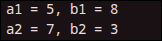 a1 = 5, b1 = 8
a2 = 7, b2 = 3